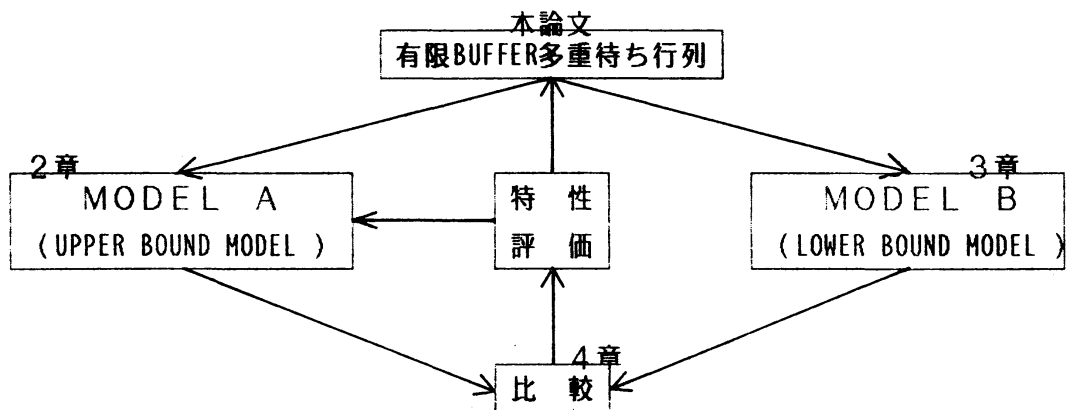 本論文
有限BUFFER多重待ち行列
2章
MODEL A
(UPPER BOUND MODEL )
特 性
評 価
3章
MODEL B
(LOWER BOUND MODEL )
4章
比 較